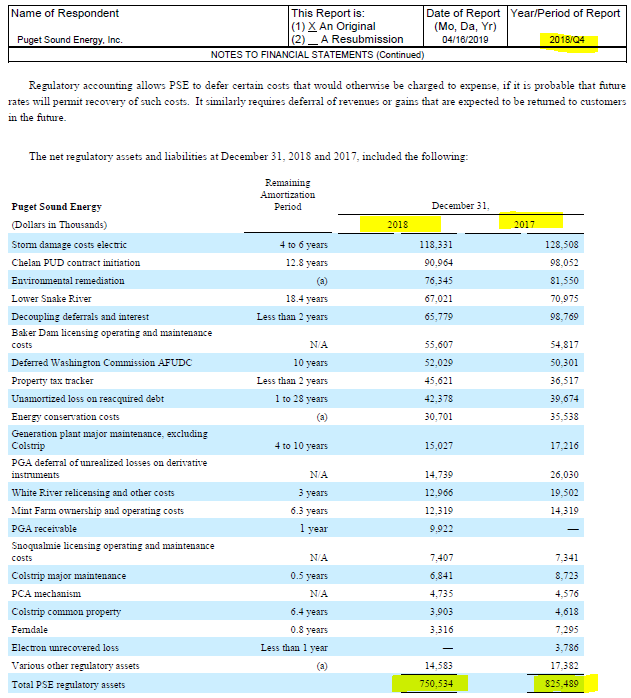 Name of Respondent This Report is: Date of Report Year/Period of Report
(1) X An Original (Mo, Da, Yr)
Puget Sound Energy, Inc. (2) _ A Resubmission 04/16/2019 2018/Q4
NOTES TO FINANCIAL STATEMENTS (Continued)
Regulatory accounting allows PSE to defer certain costs that would otherwise be charged to expense, if it is probable that future
rates will permit recovery of such costs. It similarly requires deferral of revenues or gains that are expected to be returned to customers
in the future.
The net regulatory assets and liabilities at December 31, 2018 and 2017, included the following:
Remaining
Amortization
Puget Sound Energy Period December 31,
(Dollars in Thousands) 2018 2017
Storm damage costs electric 4 to 6 years 118,331 128,508
Chelan PUD contract initiation 12.8 years 90,964 98,052
Environmental remediation (a) 76,345 81,550
Lower Snake River 18.4 years 67,021 70,975
Decoupling deferrals and interest Less than 2 years 65,779 98,769
Baker Dam licensing operating and maintenance
costs N/A 55,607 54,817
Deferred Washington Commission AFUDC 10 years 52,029 50,301
Property tax tracker Less than 2 years 45,621 36,517
Unamortized loss on reacquired debt 1 to 28 years 42,378 39,674
Energy conservation costs (a) 30,701 35,538
Generation plant major maintenance, excluding
Colstrip 4 to 10 years 15,027 17,216
PGA deferral of unrealized losses on derivative
instruments N/A 14,739 26,030
White River relicensing and other costs 3 years 12,966 19,502
Mint Farm ownership and operating costs 6.3 years 12,319 14,319
PGA receivable 1 year 9,922 —
Snoqualmie licensing operating and maintenance
costs N/A 7,407 7,341
Colstrip major maintenance 0.5 years 6,841 8,723
PCA mechanism N/A 4,735 4,576
Colstrip common property 6.4 years 3,903 4,618
Ferndale 0.8 years 3,316 7,295
Electron unrecovered loss Less than 1 year — 3,786
Various other regulatory assets (a) 14,583 17,382
Total PSE regulatory assets 750,534 825,489